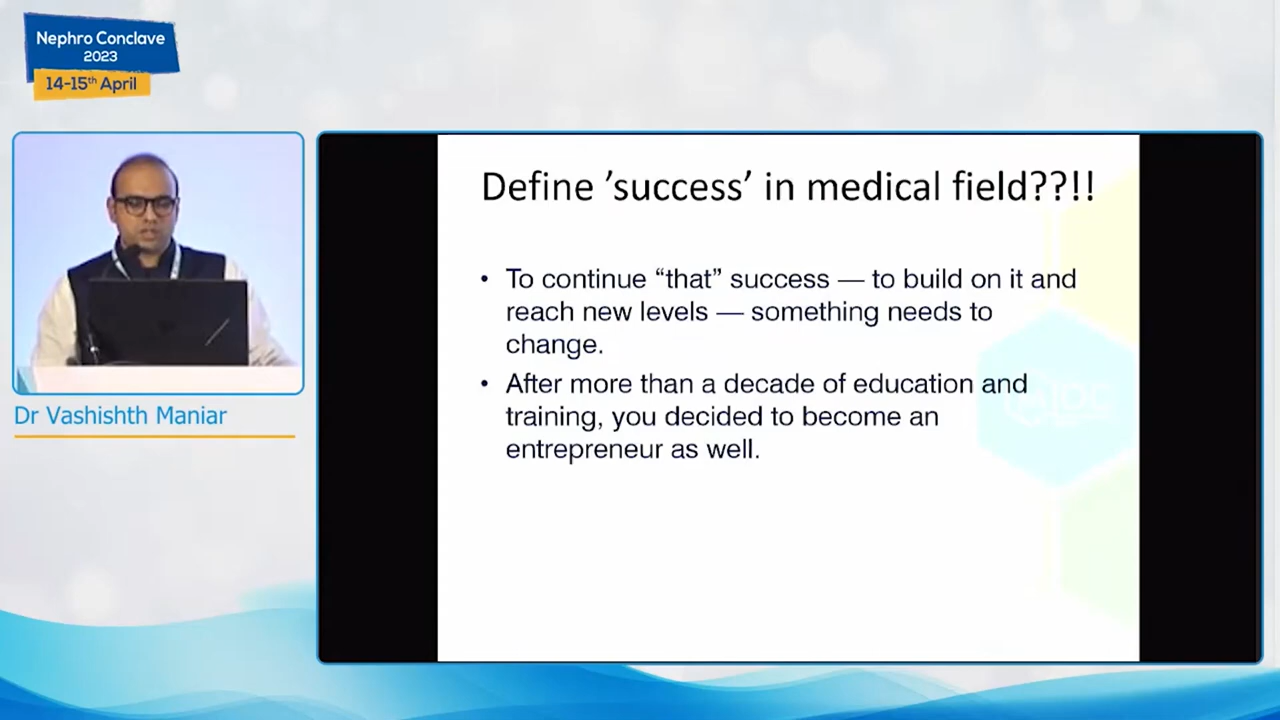 Nephro Conclave
2023
14-15th April
Dr Vashishth Maniar
Define ’success’ in medical field??!!
• To continue “that” success — to build on it and
reach new levels — something needs to
change.
• After more than a decade of education and
training, you decided to become an
entrepreneur as well.